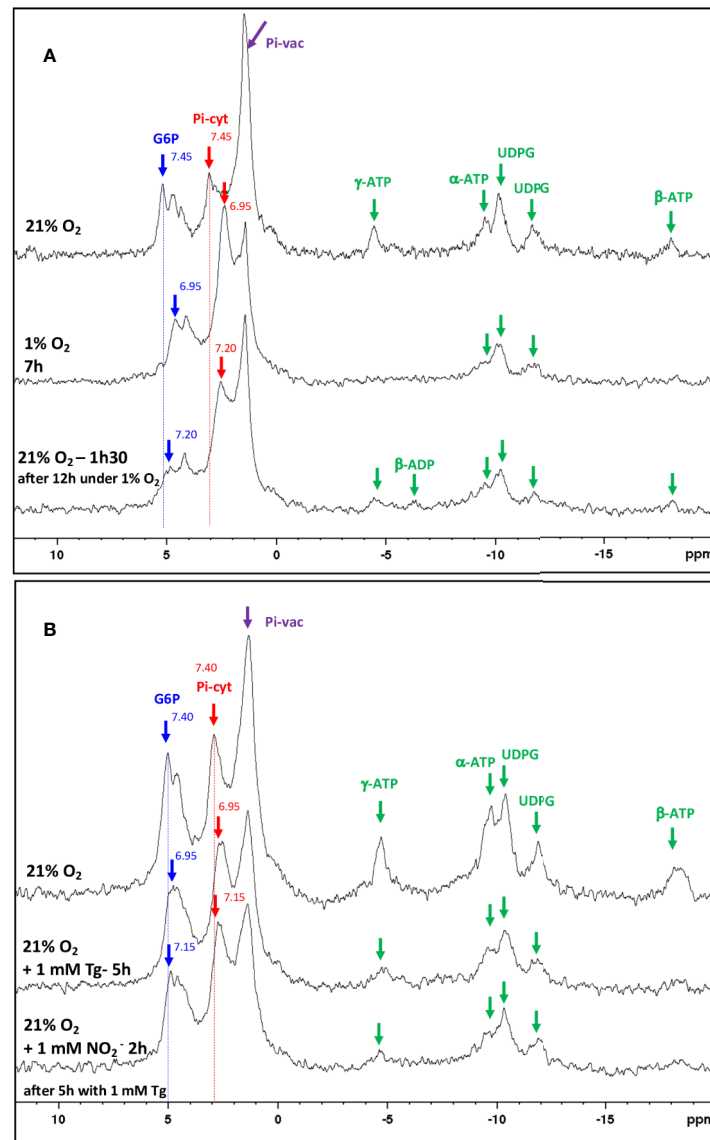 A
Pi-vac
Pi-cyt
G6P
7.45
7.45
UDPG
α-ATP
γ-ATP
UDPG
β-ATP
6.95
21% O₂
6.95
1% O₂
7h
7.20
7.20
21% O₂ – 1h30
after 12h under 1% O₂
β-ADP
10 5 0 -5 -10 -15 ppm
B
Pi-vac
7.40
Pi-cyt
G6P
7.40
UDPG
α-ATP
γ-ATP
UDPG
β-ATP
21% O₂
6.95
6.95
21% O₂
+ 1 mM Tg- 5h
7.15
7.15
21% O₂
+ 1 mM NO₂⁻ 2h
after 5h with 1 mM Tg
10 5 0 -5 -10 -15 ppm